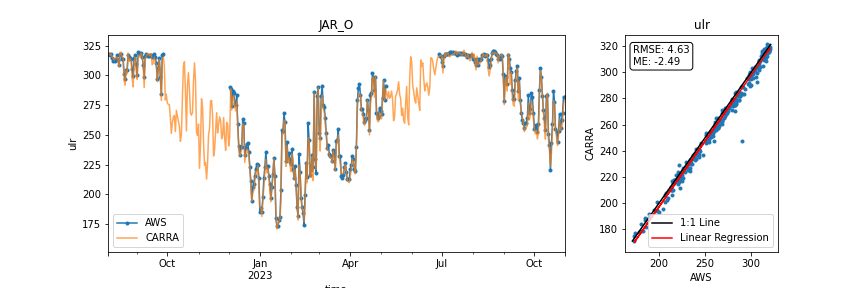 JAR_O
ulr
325
300
275
250
225
200
175
ulr
AWS
CARRA
Oct
Jan
2023
Apr
Jul
Oct
time
ulr
RMSE: 4.63
ME: -2.49
320
300
280
260
240
220
200
180
CARRA
1:1 Line
Linear Regression
200
250
300
AWS